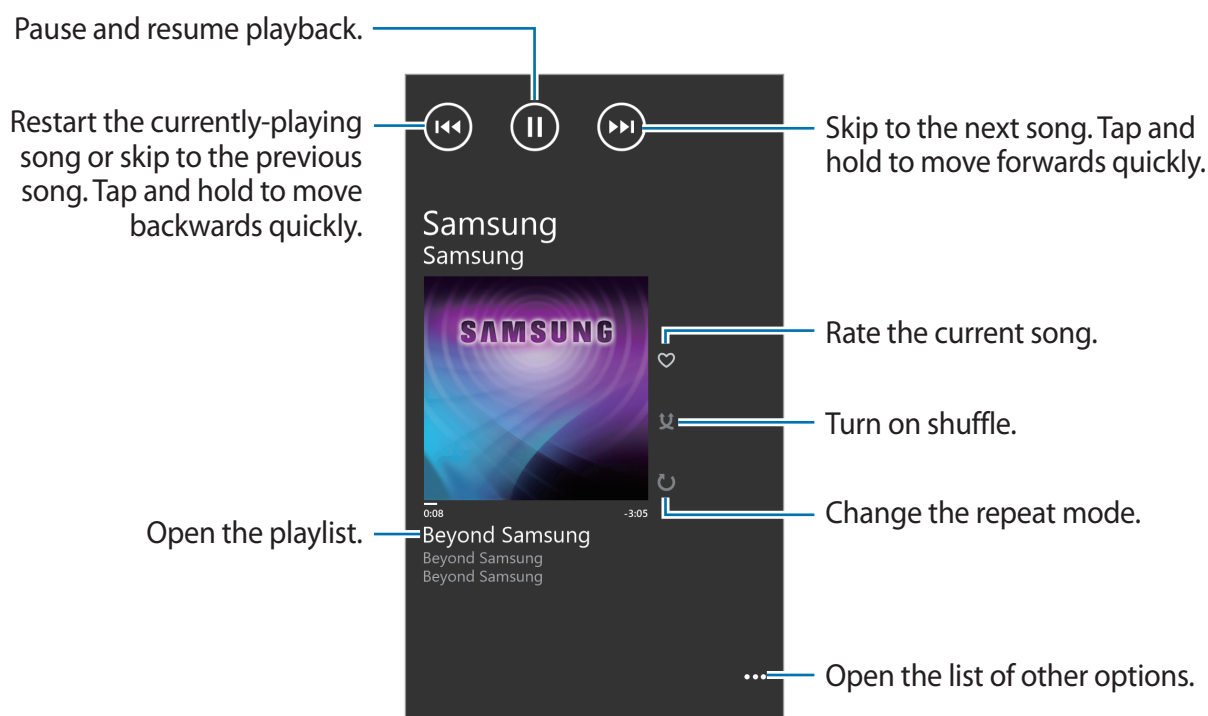 Pause and resume playback.
Restart the currently-playing
song or skip to the previous
song. Tap and hold to move
backwards quickly.
Skip to the next song. Tap and
hold to move forwards quickly.
Samsung
Samsung
SAMSUNG
Rate the current song.
Turn on shuffle.
Change the repeat mode.
0:08 -3:05
Open the playlist.
Beyond Samsung
Beyond Samsung
Beyond Samsung
Open the list of other options.